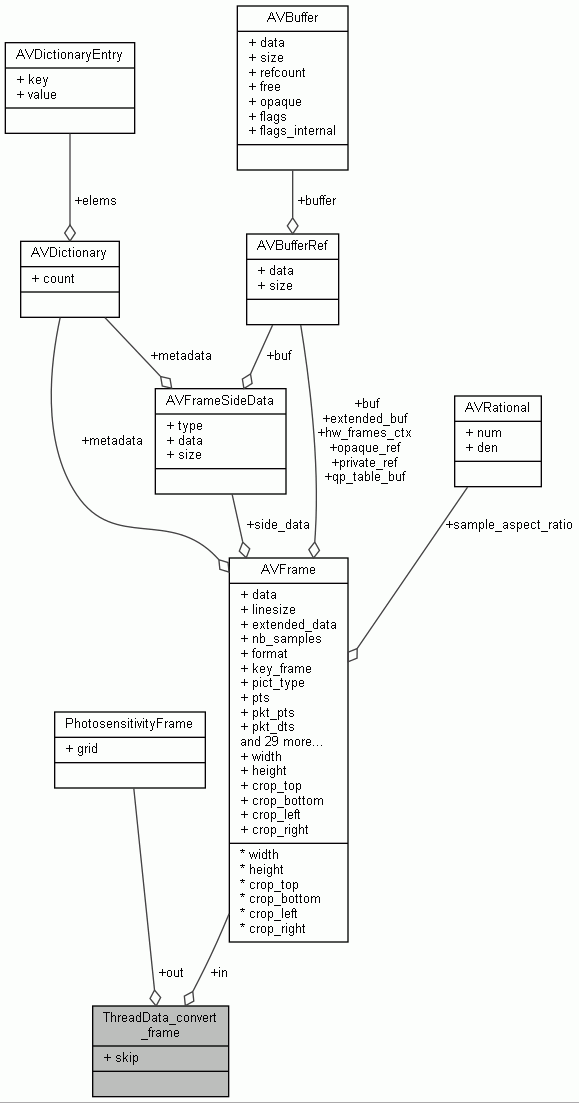 AVBuffer
+ data
+ size
+ refcount
+ free
+ opaque
+ flags
+ flags_internal
AVDictionaryEntry
+ key
+ value
+elems
+buffer
AVDictionary
+ count
AVBufferRef
+ data
+ size
+metadata
+buf
AVFrameSideData
+ type
+ data
+ size
+metadata
+buf
+extended_buf
+hw_frames_ctx
+opaque_ref
+private_ref
+qp_table_buf
AVRational
+ num
+ den
+side_data
+sample_aspect_ratio
AVFrame
+ data
+ linesize
+ extended_data
+ nb_samples
+ format
+ key_frame
+ pict_type
+ pts
+ pkt_pts
+ pkt_dts
and 29 more...
+ width
+ height
+ crop_top
+ crop_bottom
+ crop_left
+ crop_right
* width
* height
* crop_top
* crop_bottom
* crop_left
* crop_right
PhotosensitivityFrame
+ grid
+out
+in
ThreadData_convert
_frame
+ skip